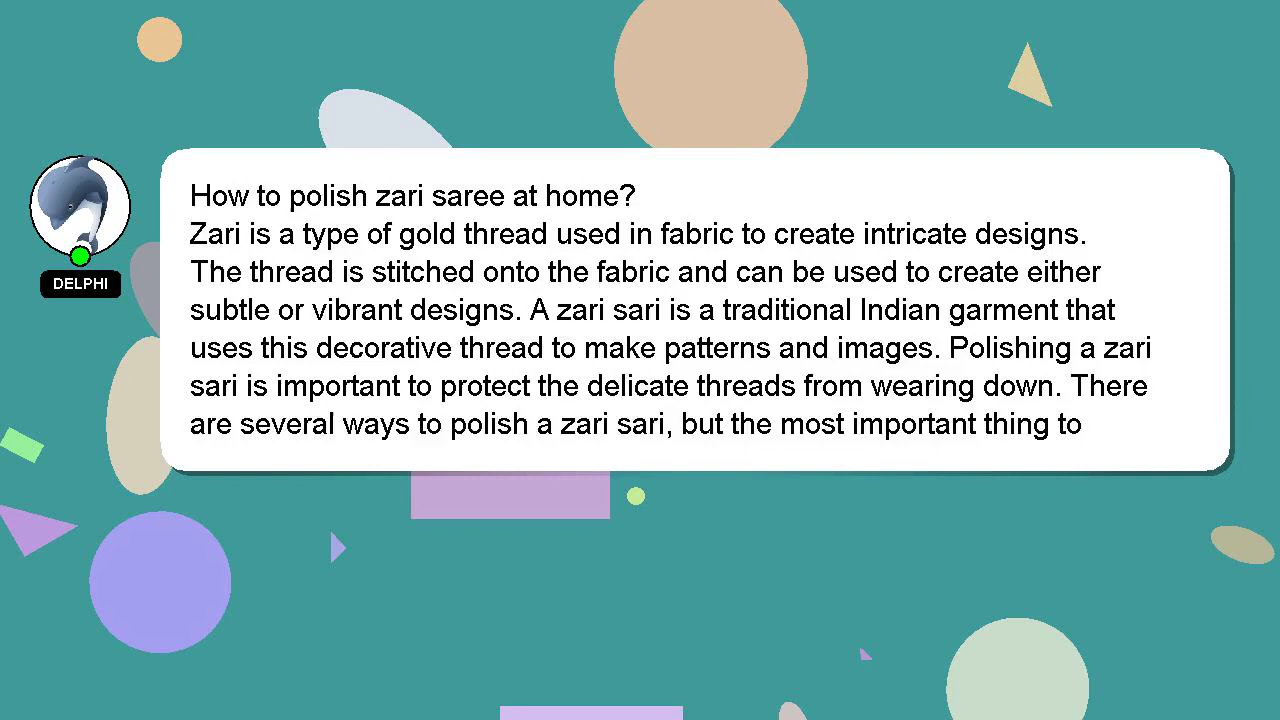 How to polish zari saree at home?
Zari is a type of gold thread used in fabric to create intricate designs.
The thread is stitched onto the fabric and can be used to create either
subtle or vibrant designs. A zari sari is a traditional Indian garment that
uses this decorative thread to make patterns and images. Polishing a zari
sari is important to protect the delicate threads from wearing down. There
are several ways to polish a zari sari, but the most important thing to
DELPHI